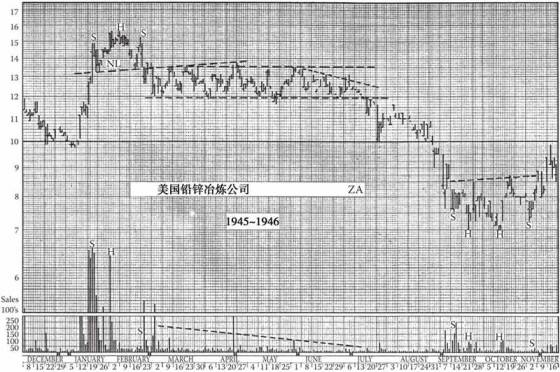 17
16
15
14
13
12
11
10
9
8
7
6
S H S
NL
美国铅锌冶炼公司 ZA
1945-1946
S H H S
S H
Sales
100's
250
200
150
100
50
S S H H S
DECEMBER JANUARY FEBRUARY MARCH APRIL MAY JUNE JULY AUGUST SEPTEMBER OCTOBER NOVEMBER